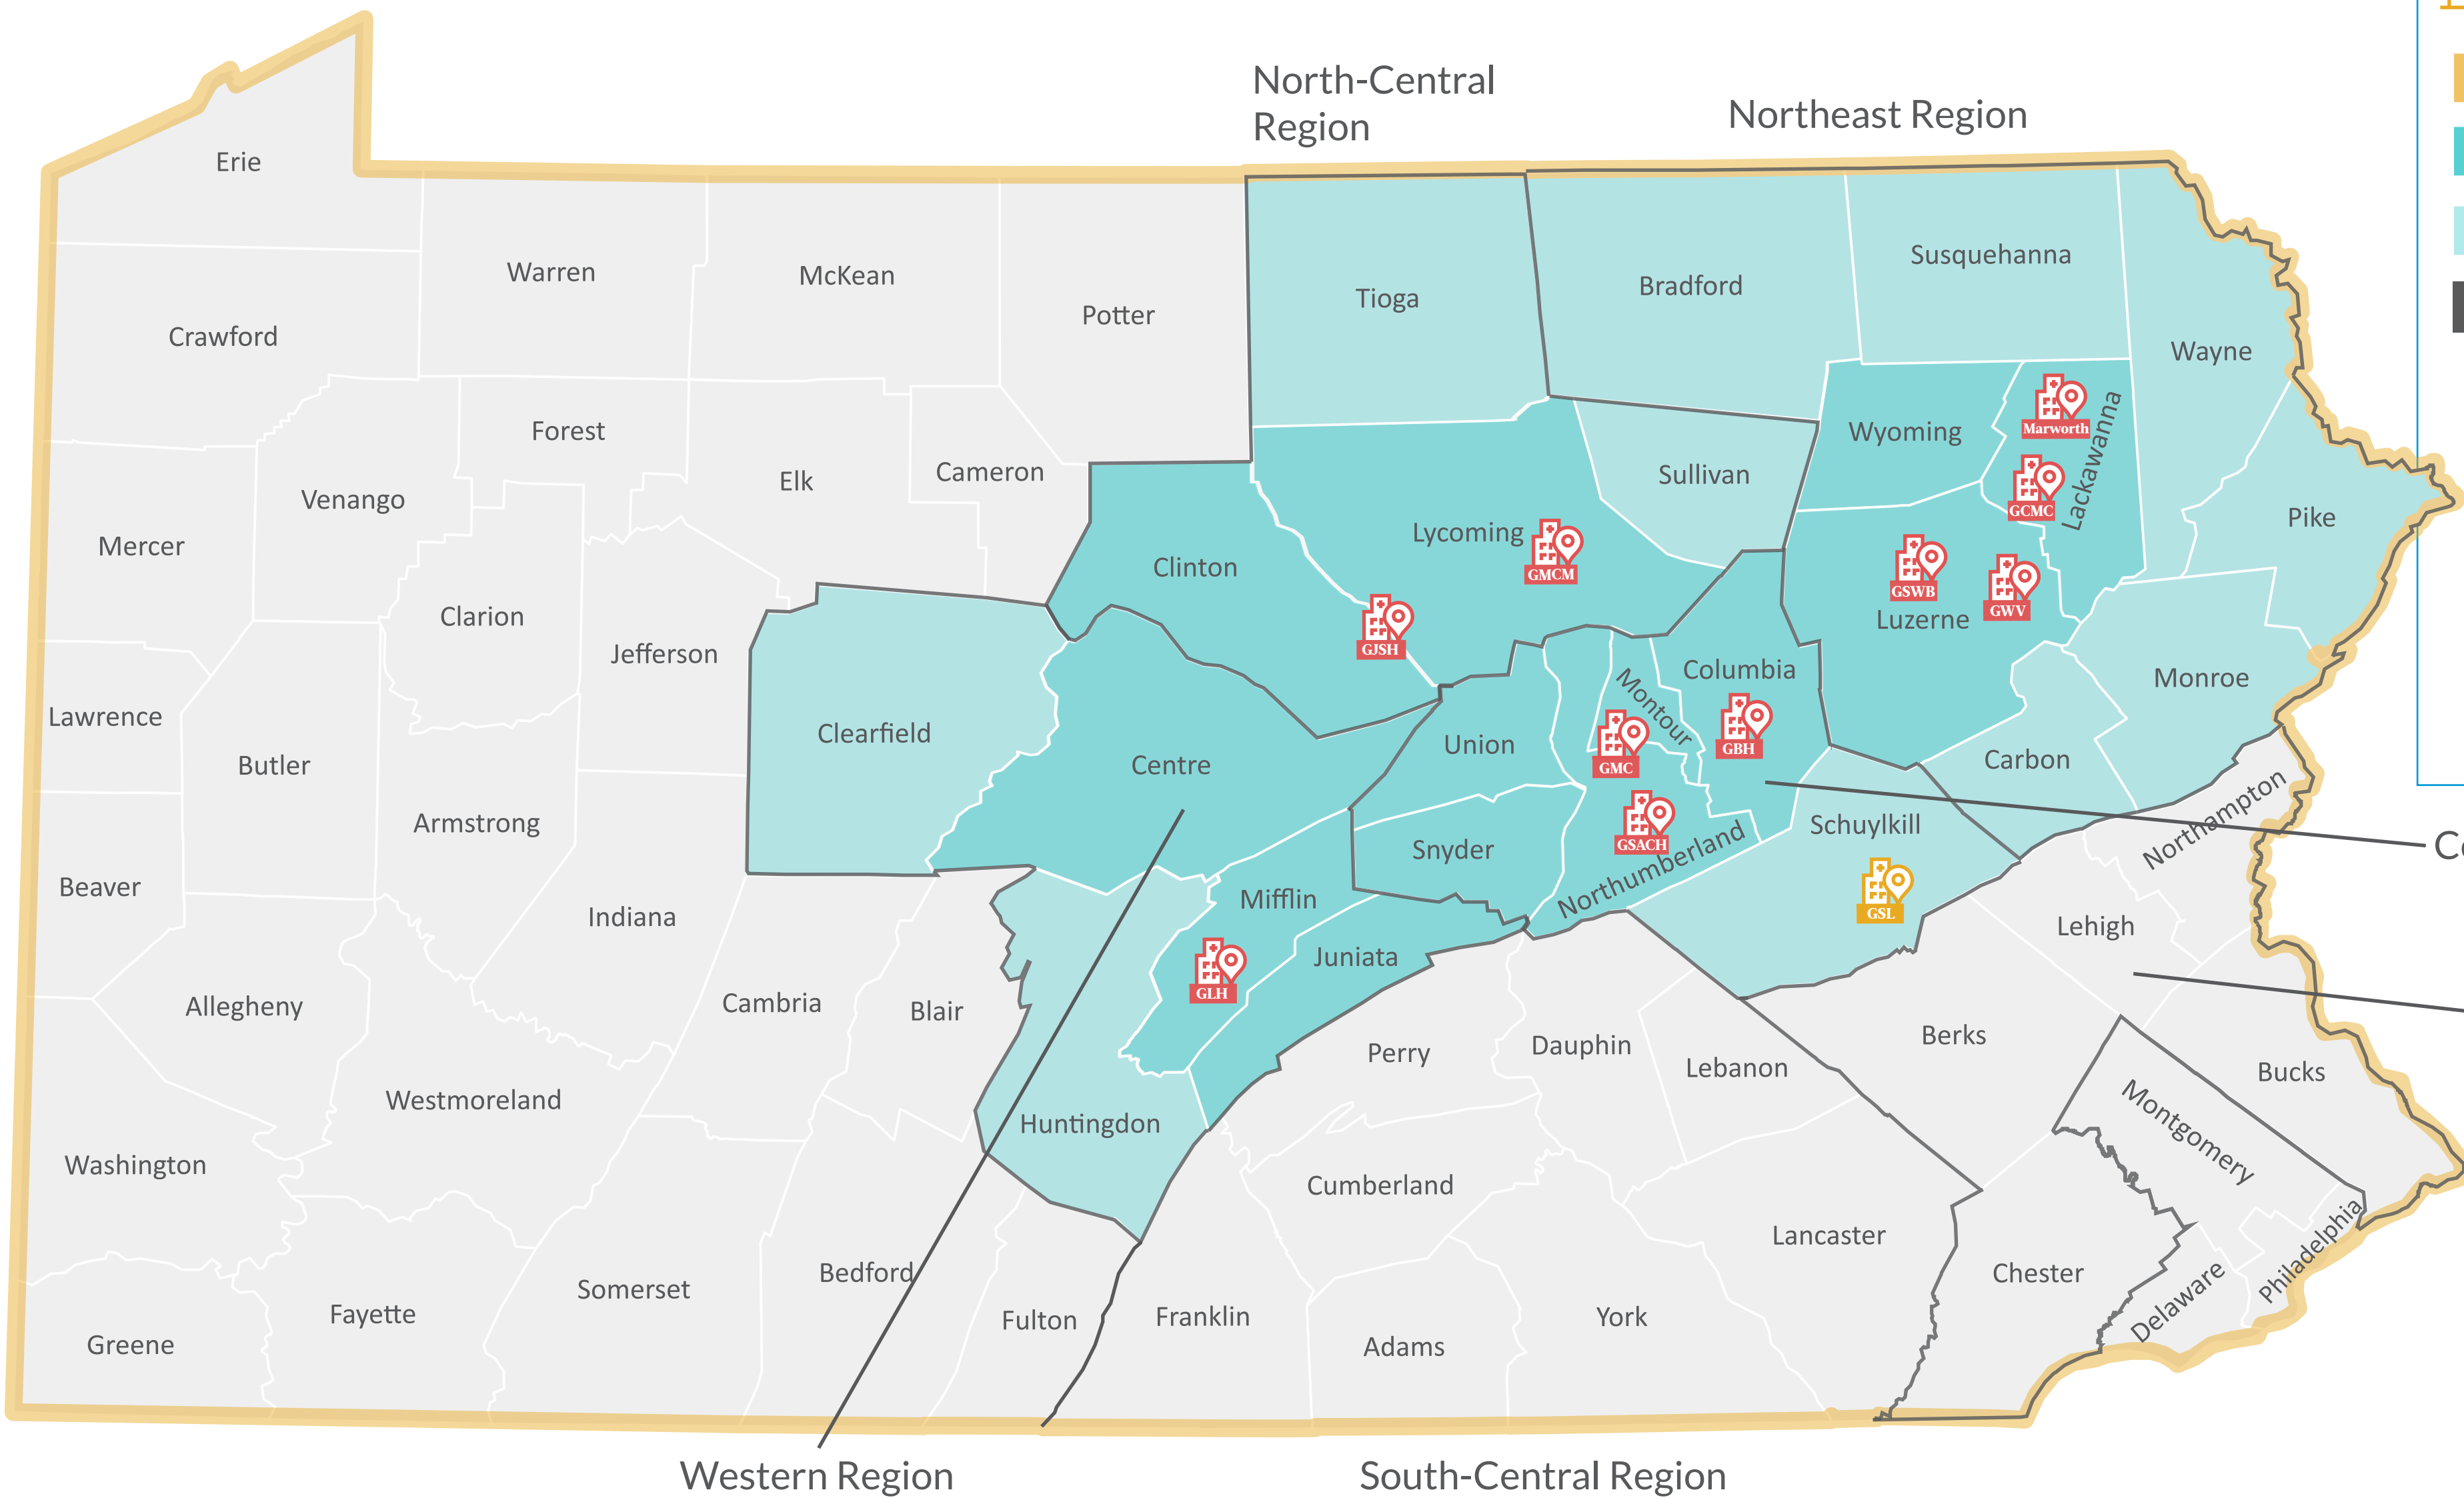 North-Central
Region
Northeast Region
Erie
Warren
McKean
Potter
Tioga
Bradford
Susquehanna
Wayne
Crawford
Forest
Elk
Cameron
Venango
Mercer
Clinton
Lycoming
Sullivan
Wyoming
Lackawanna
Marworth
GCMC
Pike
GMCM
GSWB
GWV
Luzerne
GJSH
Clarion
Jefferson
Lawrence
Butler
Clearfield
Centre
Union
Montour
Columbia
GMC
GBH
Monroe
Carbon
Armstrong
Beaver
Indiana
Snyder
GSACH
Northumberland
Schuylkill
GSL
Northampton
C
Mifflin
Juniata
GLH
Lehigh
Allegheny
Cambria
Blair
Perry
Dauphin
Lebanon
Berks
Bucks
Westmoreland
Huntingdon
Montgomery
Washington
Cumberland
Lancaster
Chester
Philadelphia
Delaware
Greene
Fayette
Somerset
Bedford
Fulton
Franklin
Adams
York
Western Region
South-Central Region